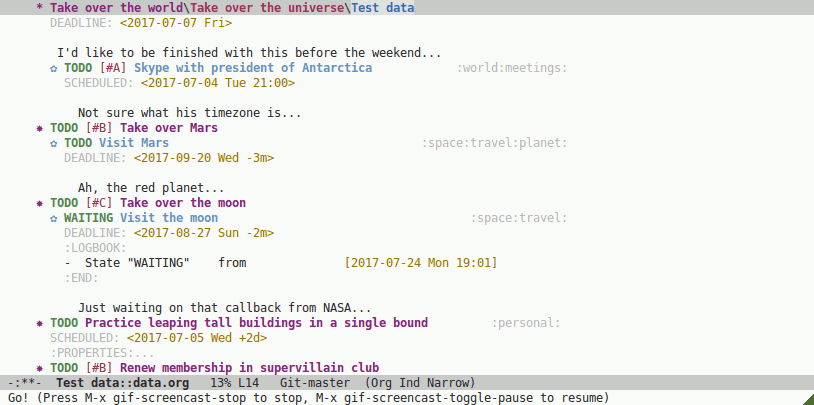 * Take over the world\Take over the universe\Test data
DEADLINE: <2017-07-07 Fri>
I'd like to be finished with this before the weekend...
✿ TODO [#A] Skype with president of Antarctica :world:meetings:
SCHEDULED: <2017-07-04 Tue 21:00>
Not sure what his timezone is...
✸ TODO [#B] Take over Mars
✿ TODO Visit Mars :space:travel:planet:
DEADLINE: <2017-09-20 Wed -3m>
Ah, the red planet...
✸ TODO [#C] Take over the moon
✿ WAITING Visit the moon :space:travel:
DEADLINE: <2017-08-27 Sun -2m>
:LOGBOOK:
- State "WAITING" from [2017-07-24 Mon 19:01]
:END:
Just waiting on that callback from NASA...
✸ TODO Practice leaping tall buildings in a single bound :personal:
SCHEDULED: <2017-07-05 Wed +2d>
:PROPERTIES:...
✸ TODO [#B] Renew membership in supervillain club
-:**- Test data::data.org 13% L14 Git-master (Org Ind Narrow)
Go! (Press M-x gif-screencast-stop to stop, M-x gif-screencast-toggle-pause to resume)